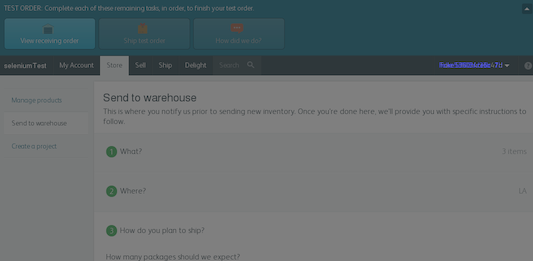 TEST ORDER: Complete each of these remaining tasks, in order, to finish your test order.
View receiving order
Ship test order
How did we do?
seleniumTest
My Account
Store
Sell
Ship
Delight
Search
Manage products
Send to warehouse
Create a project
Send to warehouse
This is where you notify us prior to sending new inventory. Once you're done here, we'll provide you with specific instructions to
follow.
1 What?
3 items
2 Where?
LA
3 How do you plan to ship?
How many packages should we expect?